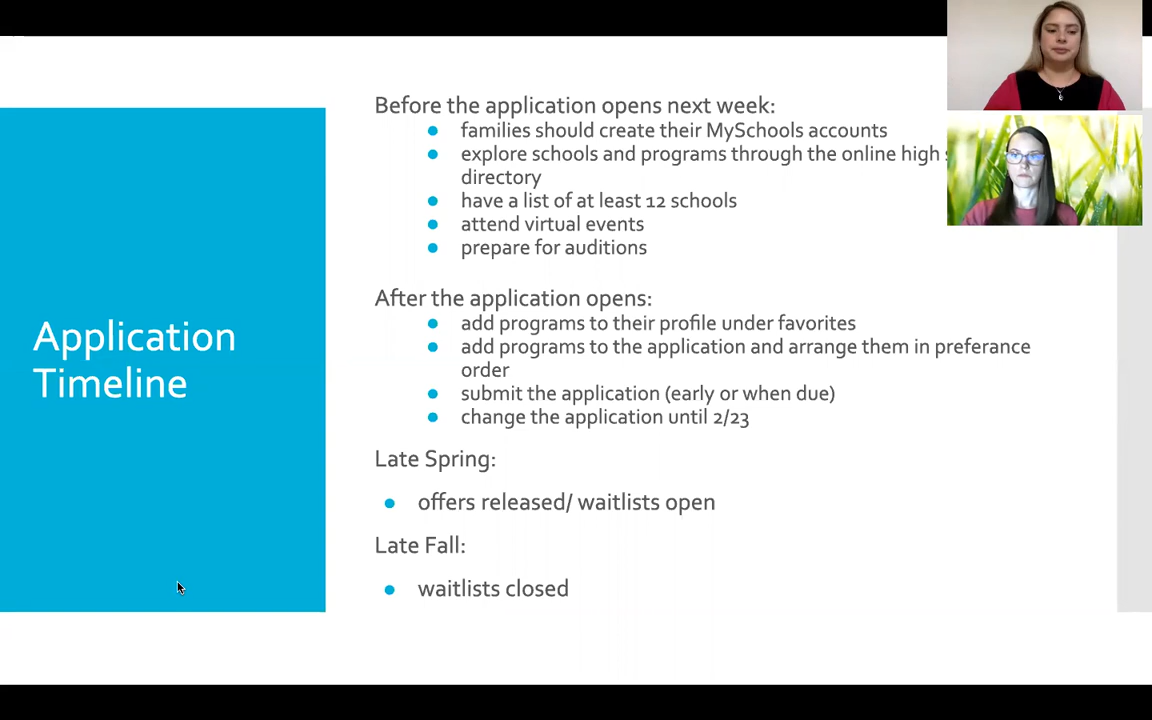 Application
Timeline
Before the application opens next week:
families should create their MySchools accounts
explore schools and programs through the online high
directory
have a list of at least 12 schools
attend virtual events
prepare for auditions
After the application opens:
add programs to their profile under favorites
add programs to the application and arrange them in preferance
order
submit the application (early or when due)
change the application until 2/23
Late Spring:
offers released/ waitlists open
Late Fall:
waitlists closed